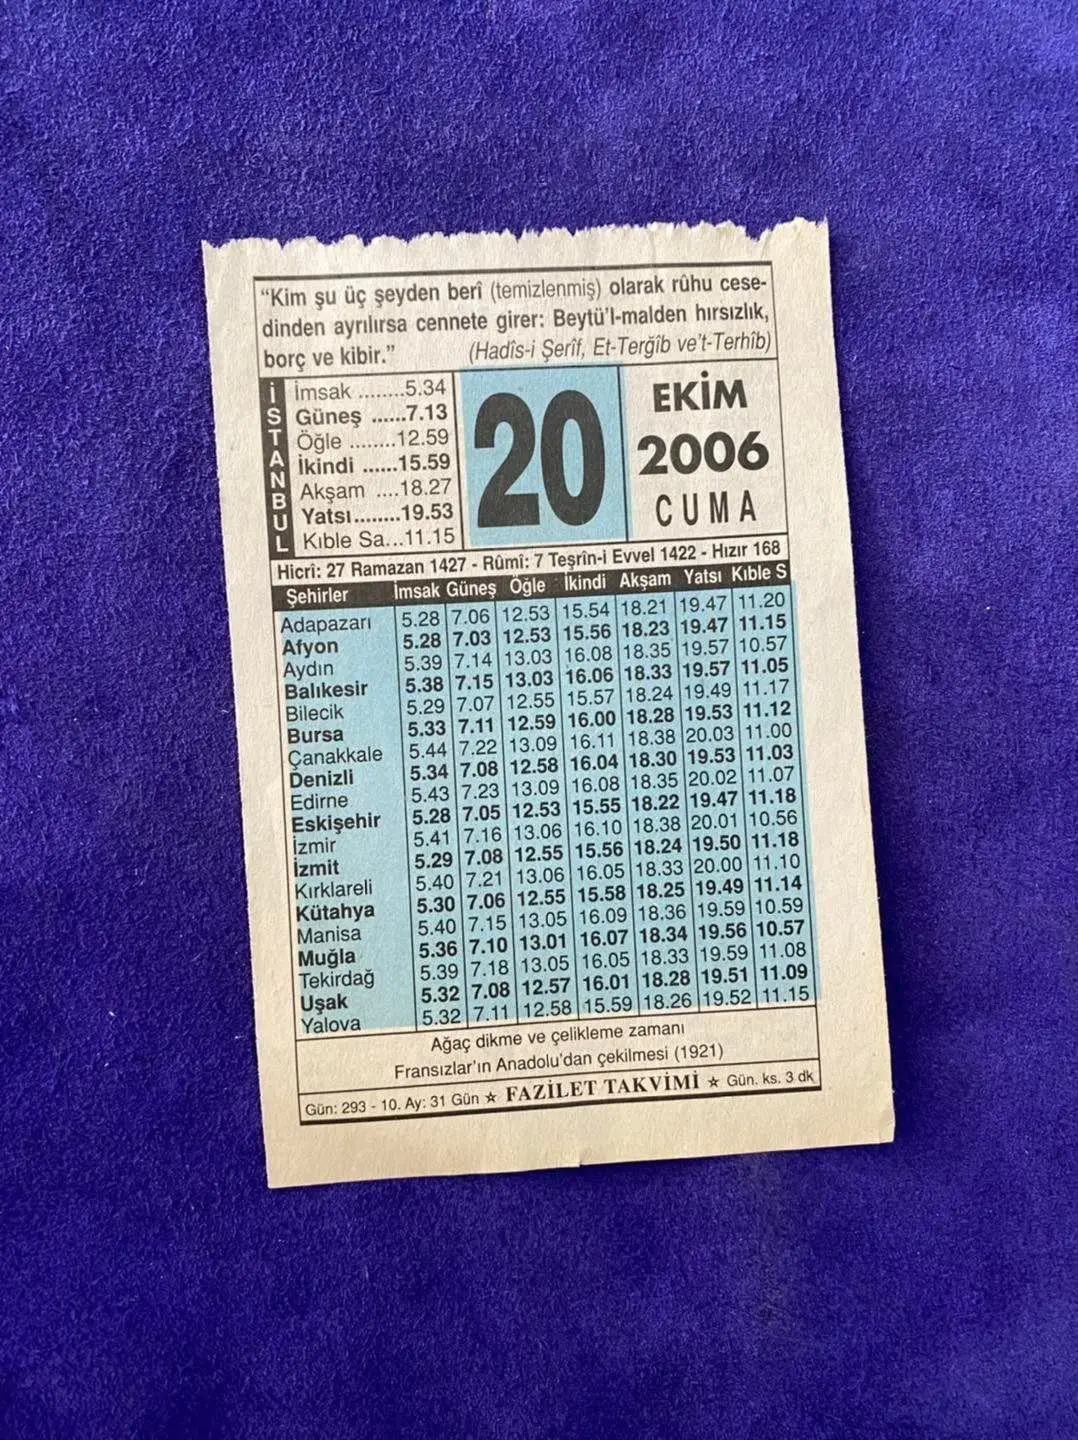 “Kim şu üç şeyden berî (temizlenmiş) olarak rûhu cese-
dinden ayrılırsa cennete girer: Beytü'l-malden hırsızlık,
borç ve kibir.” (Hadîs-i Şerîf, Et-Terğîb ve't-Terhîb)
İSTANBUL
İmsak ........5.34
Güneş ......7.13
Öğle ........12.59
İkindi ......15.59
Akşam ....18.27
Yatsı........19.53
Kıble Sa...11.15
20
EKİM
2006
CUMA
Hicrî: 27 Ramazan 1427 - Rûmî: 7 Teşrîn-i Evvel 1422 - Hızır 168
Şehirler İmsak Güneş Öğle İkindi Akşam Yatsı Kıble S
Adapazarı 5.28 7.06 12.53 15.54 18.21 19.47 11.20
Afyon 5.28 7.03 12.53 15.56 18.23 19.47 11.15
Aydın 5.39 7.14 13.03 16.08 18.35 19.57 10.57
Balıkesir 5.38 7.15 13.03 16.06 18.33 19.57 11.05
Bilecik 5.29 7.07 12.55 15.57 18.24 19.49 11.17
Bursa 5.33 7.11 12.59 16.00 18.28 19.53 11.12
Çanakkale 5.44 7.22 13.09 16.11 18.38 20.03 11.00
Denizli 5.34 7.08 12.58 16.04 18.30 19.53 11.03
Edirne 5.43 7.23 13.09 16.08 18.35 20.02 11.07
Eskişehir 5.28 7.05 12.53 15.55 18.22 19.47 11.18
İzmir 5.41 7.16 13.06 16.10 18.38 20.01 10.56
İzmit 5.29 7.08 12.55 15.56 18.24 19.50 11.18
Kırklareli 5.40 7.21 13.06 16.05 18.33 20.00 11.10
Kütahya 5.30 7.06 12.55 15.58 18.25 19.49 11.14
Manisa 5.40 7.15 13.05 16.09 18.36 19.59 10.59
Muğla 5.36 7.10 13.01 16.07 18.34 19.56 10.57
Tekirdağ 5.39 7.18 13.05 16.05 18.33 19.59 11.08
Uşak 5.32 7.08 12.57 16.01 18.28 19.51 11.09
Yalova 5.32 7.11 12.58 15.59 18.26 19.52 11.15
Ağaç dikme ve çelikleme zamanı
Fransızlar'ın Anadolu'dan çekilmesi (1921)
Gün: 293 - 10. Ay: 31 Gün ☆ FAZİLET TAKVİMİ ☆ Gün. ks. 3 dk